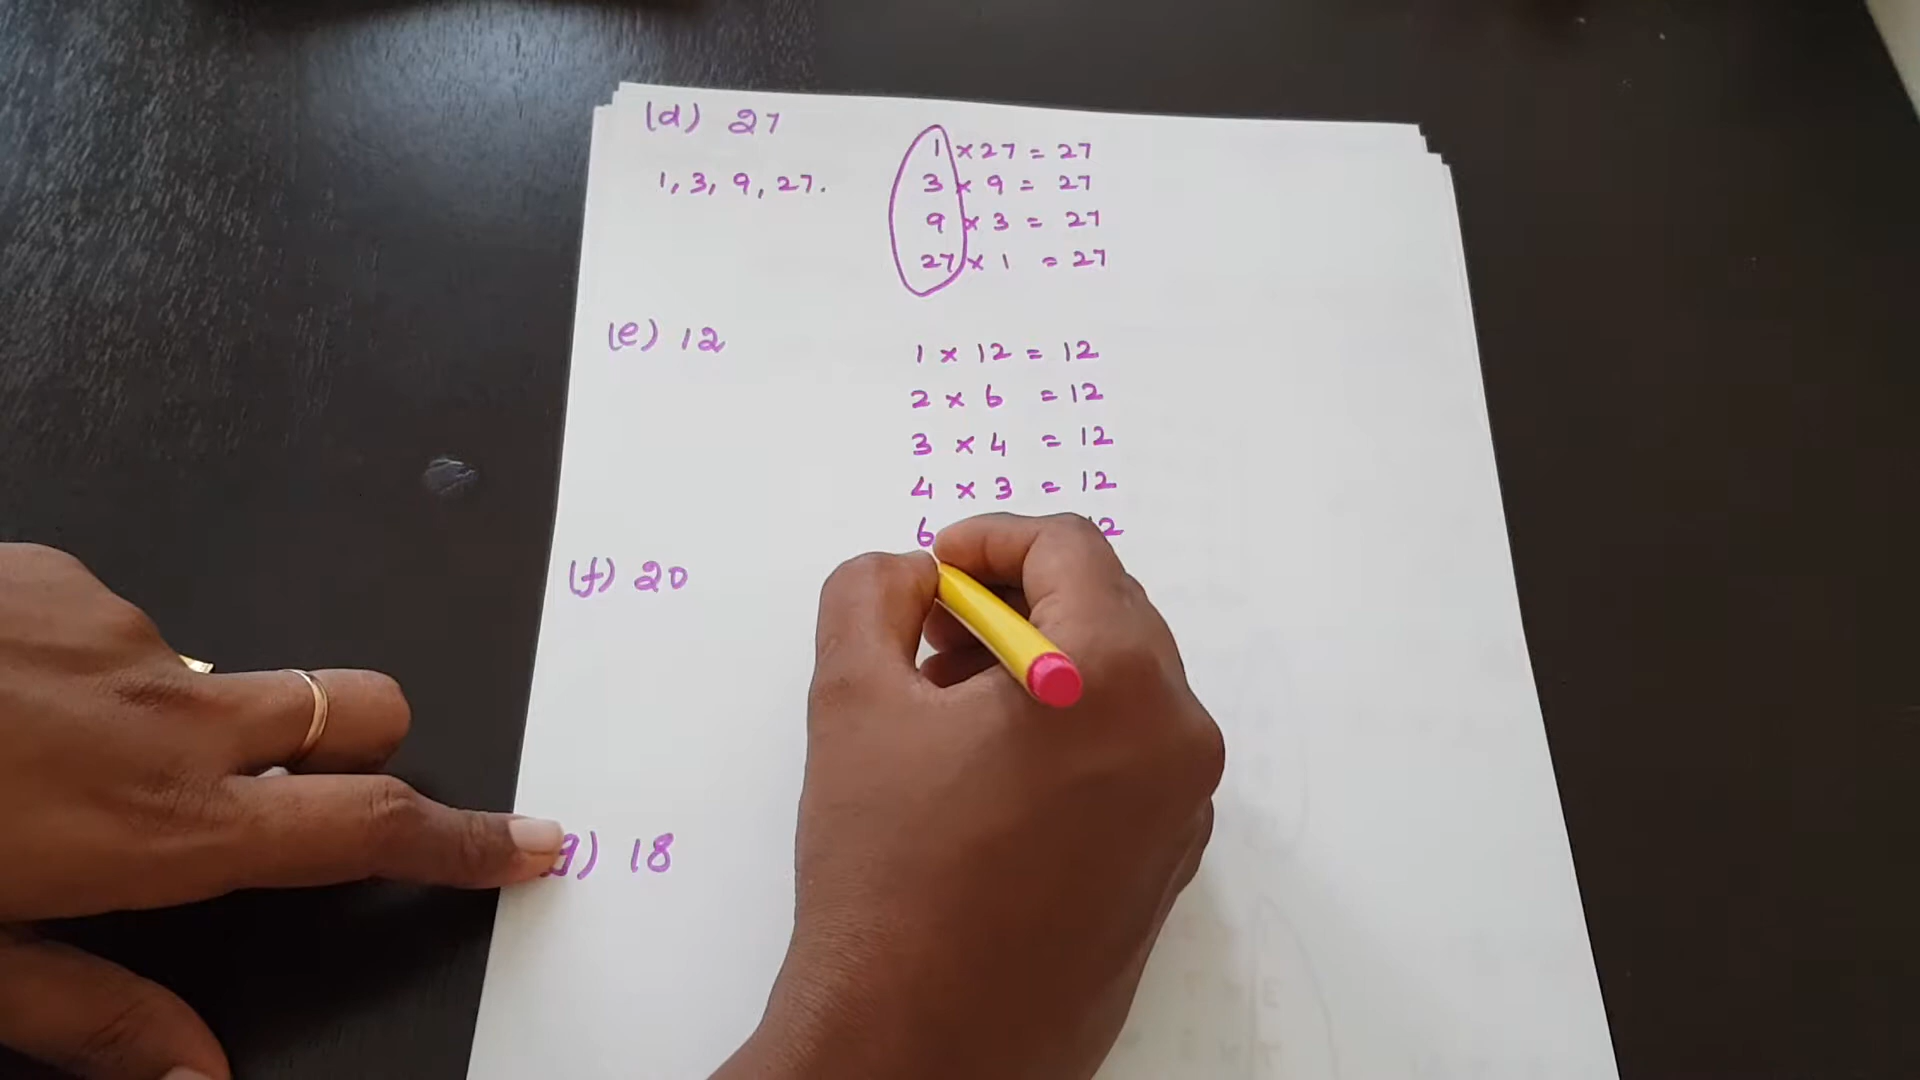 (d) 27
1, 3, 9, 27.
1 × 27 = 27
3 × 9 = 27
9 × 3 = 27
27 × 1 = 27
(e) 12
1 × 12 = 12
2 × 6 = 12
3 × 4 = 12
4 × 3 = 12
6 12
(f) 20
g) 18